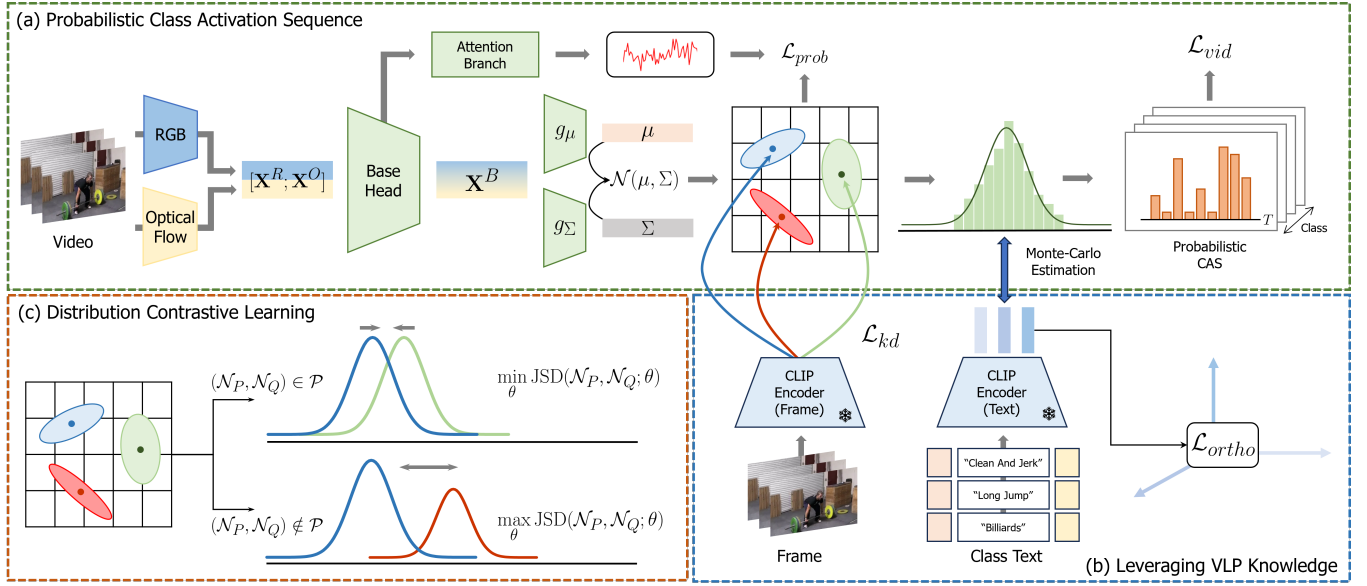 (a) Probabilistic Class Activation Sequence
Attention
Branch
ℒ_prob
ℒ_vid
RGB
Optical
Flow
Video
[X^R; X^O]
Base
Head
X^B
g_μ
μ
𝒩(μ, Σ)
g_Σ
Σ
Monte-Carlo
Estimation
T
Class
Probabilistic
CAS
(c) Distribution Contrastive Learning
(𝒩_P, 𝒩_Q) ∈ 𝒫
min_θ JSD(𝒩_P, 𝒩_Q; θ)
(𝒩_P, 𝒩_Q) ∉ 𝒫
max_θ JSD(𝒩_P, 𝒩_Q; θ)
ℒ_kd
CLIP
Encoder
(Frame)
CLIP
Encoder
(Text)
ℒ_ortho
"Clean And Jerk"
"Long Jump"
"Billiards"
Frame
Class Text
(b) Leveraging VLP Knowledge